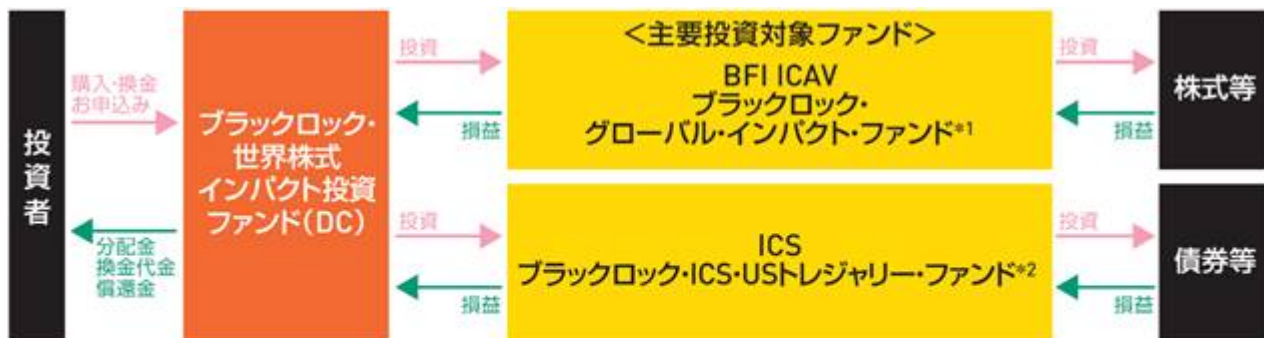 投資者
購入・換金
お申込み
分配金
換金代金
償還金
ブラックロック・
世界株式
インパクト投資
ファンド（DC）
投資
損益
＜主要投資対象ファンド＞
BFI ICAV
ブラックロック・
グローバル・インパクト・ファンド*1
投資
損益
株式等
投資
損益
ICS
ブラックロック・ICS・USトレジャリー・ファンド*2
投資
損益
債券等